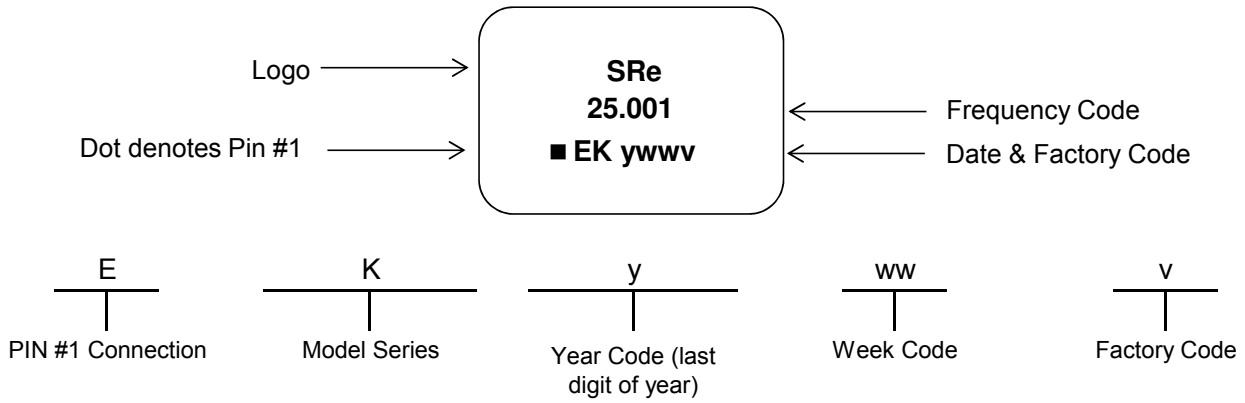 Logo
SRe
25.001
Frequency Code
Dot denotes Pin #1
■ EK ywwv
Date & Factory Code
E
K
y
ww
v
PIN #1 Connection
Model Series
Year Code (last
digit of year)
Week Code
Factory Code